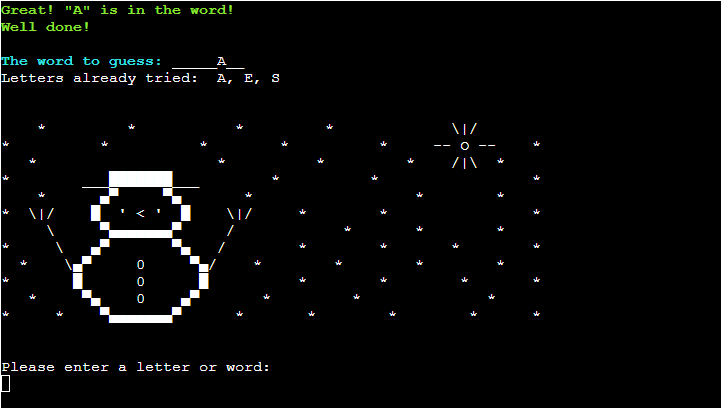 Great! "A" is in the word!
Well done!
The word to guess: _____A__
Letters already tried:  A, E, S
Please enter a letter or word: